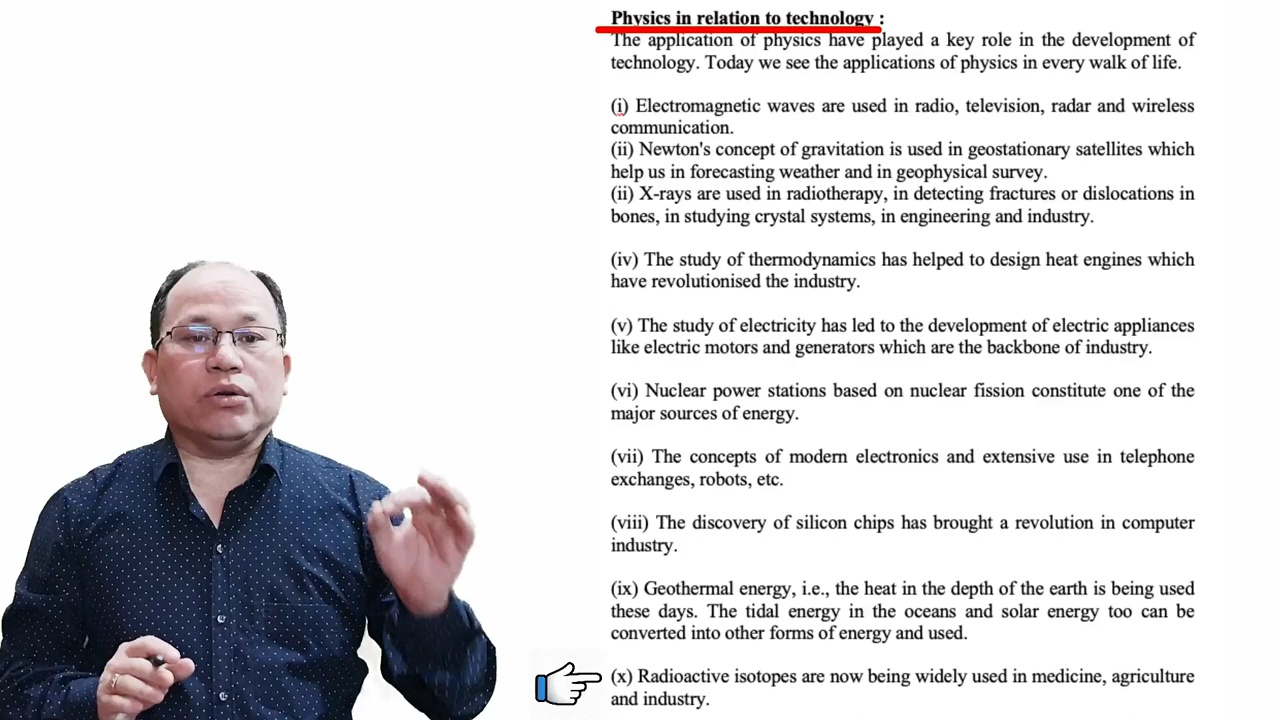 Physics in relation to technology :
The application of physics have played a key role in the development of
technology. Today we see the applications of physics in every walk of life.
(i) Electromagnetic waves are used in radio, television, radar and wireless
communication.
(ii) Newton's concept of gravitation is used in geostationary satellites which
help us in forecasting weather and in geophysical survey.
(ii) X-rays are used in radiotherapy, in detecting fractures or dislocations in
bones, in studying crystal systems, in engineering and industry.
(iv) The study of thermodynamics has helped to design heat engines which
have revolutionised the industry.
(v) The study of electricity has led to the development of electric appliances
like electric motors and generators which are the backbone of industry.
(vi) Nuclear power stations based on nuclear fission constitute one of the
major sources of energy.
(vii) The concepts of modern electronics and extensive use in telephone
exchanges, robots, etc.
(viii) The discovery of silicon chips has brought a revolution in computer
industry.
(ix) Geothermal energy, i.e., the heat in the depth of the earth is being used
these days. The tidal energy in the oceans and solar energy too can be
converted into other forms of energy and used.
(x) Radioactive isotopes are now being widely used in medicine, agriculture
and industry.